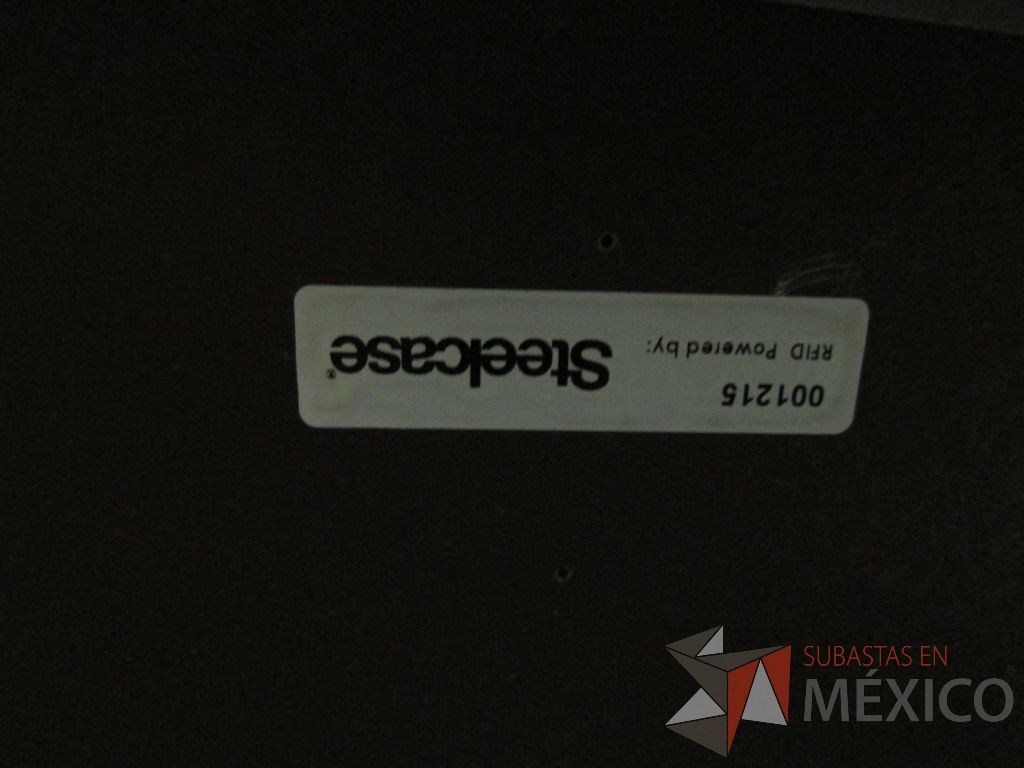 001215
RFID Powered by:
Steelcase®
SUBASTAS EN
MÉXICO®